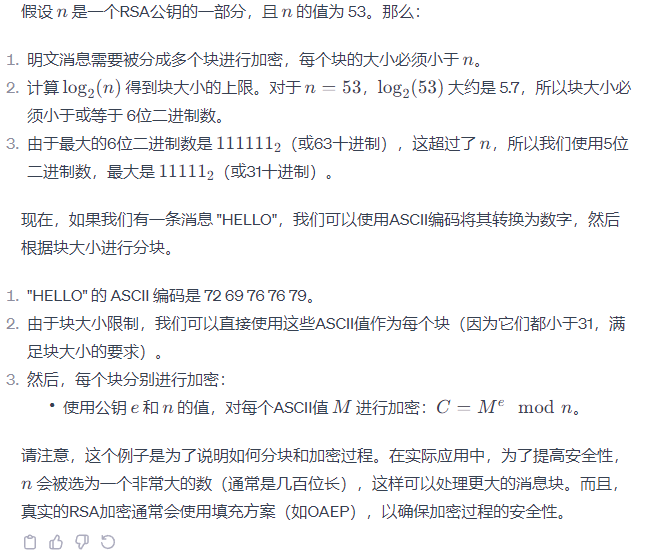 假设 n 是一个RSA公钥的一部分，且 n 的值为 53。那么：
1. 明文消息需要被分成多个块进行加密，每个块的大小必须小于 n。
2. 计算 log₂(n) 得到块大小的上限。对于 n = 53，log₂(53) 大约是 5.7，所以块大小必
须小于或等于 6位二进制数。
3. 由于最大的6位二进制数是 111111₂（或63十进制），这超过了 n，所以我们使用5位
二进制数，最大是 11111₂（或31十进制）。
现在，如果我们有一条消息 "HELLO"，我们可以使用ASCII编码将其转换为数字，然后
根据块大小进行分块。
1. "HELLO" 的 ASCII 编码是 72 69 76 76 79。
2. 由于块大小限制，我们可以直接使用这些ASCII值作为每个块（因为它们都小于31，满
足块大小的要求）。
3. 然后，每个块分别进行加密：
• 使用公钥 e 和 n 的值，对每个ASCII值 M 进行加密：C = Mᵉ mod n。
请注意，这个例子是为了说明如何分块和加密过程。在实际应用中，为了提高安全性，
n 会被选为一个非常大的数（通常是几百位长），这样可以处理更大的消息块。而且，
真实的RSA加密通常会使用填充方案（如OAEP），以确保加密过程的安全性。